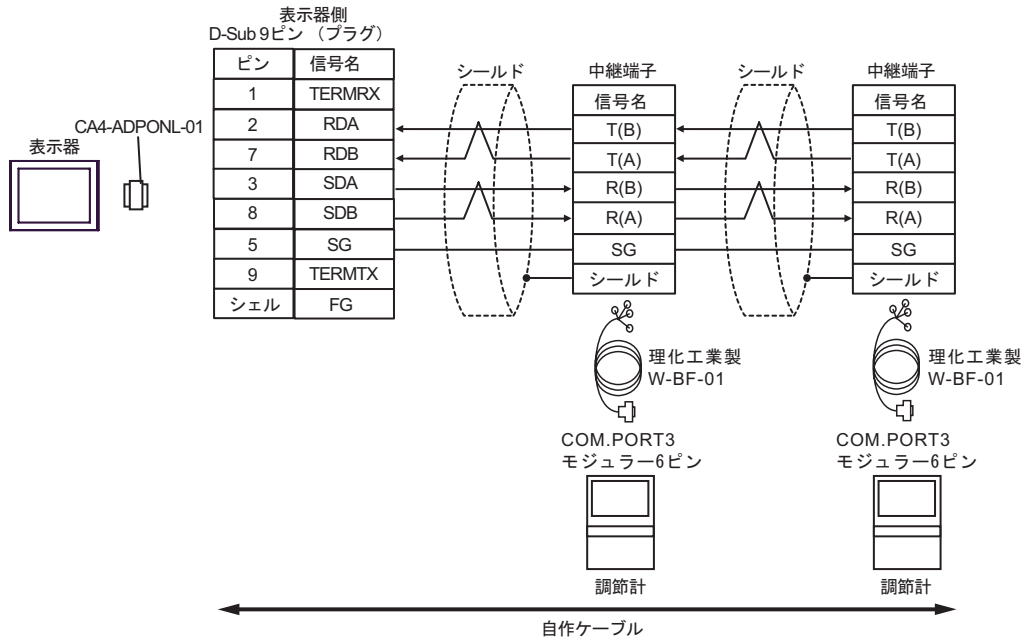 表示器側
D-Sub 9ピン （プラグ）
ピン 信号名
1 TERMRX
2 RDA
7 RDB
3 SDA
8 SDB
5 SG
9 TERMTX
シェル FG
CA4-ADPONL-01
表示器
シールド
中継端子
信号名
T(B)
T(A)
R(B)
R(A)
SG
シールド
シールド
中継端子
信号名
T(B)
T(A)
R(B)
R(A)
SG
シールド
理化工業製
W-BF-01
COM.PORT3
モジュラー6ピン
調節計
理化工業製
W-BF-01
COM.PORT3
モジュラー6ピン
調節計
自作ケーブル